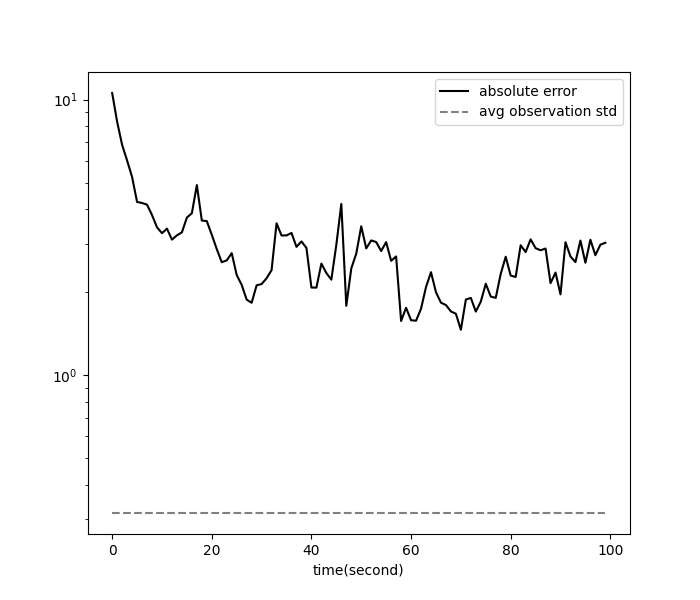 absolute error
avg observation std
10¹
10⁰
0 20 40 60 80 100
time(second)